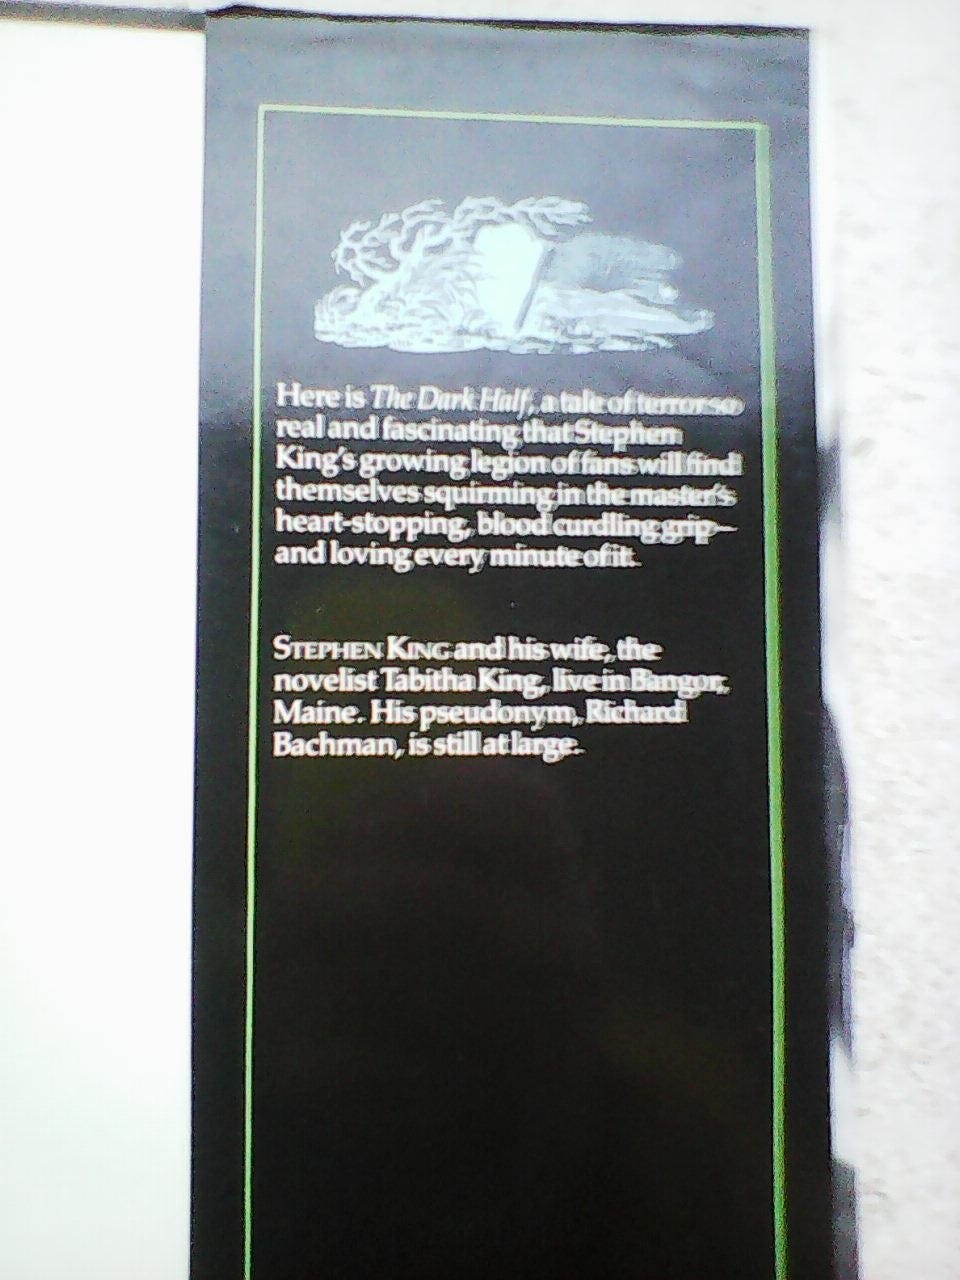 Here is The Dark Half, a tale of terror so
real and fascinating that Stephen
King's growing legion of fans will find
themselves squirming in the master's
heart-stopping, blood curdling grip—
and loving every minute of it.
STEPHEN KING and his wife, the
novelist Tabitha King, live in Bangor,
Maine. His pseudonym, Richard
Bachman, is still at large.